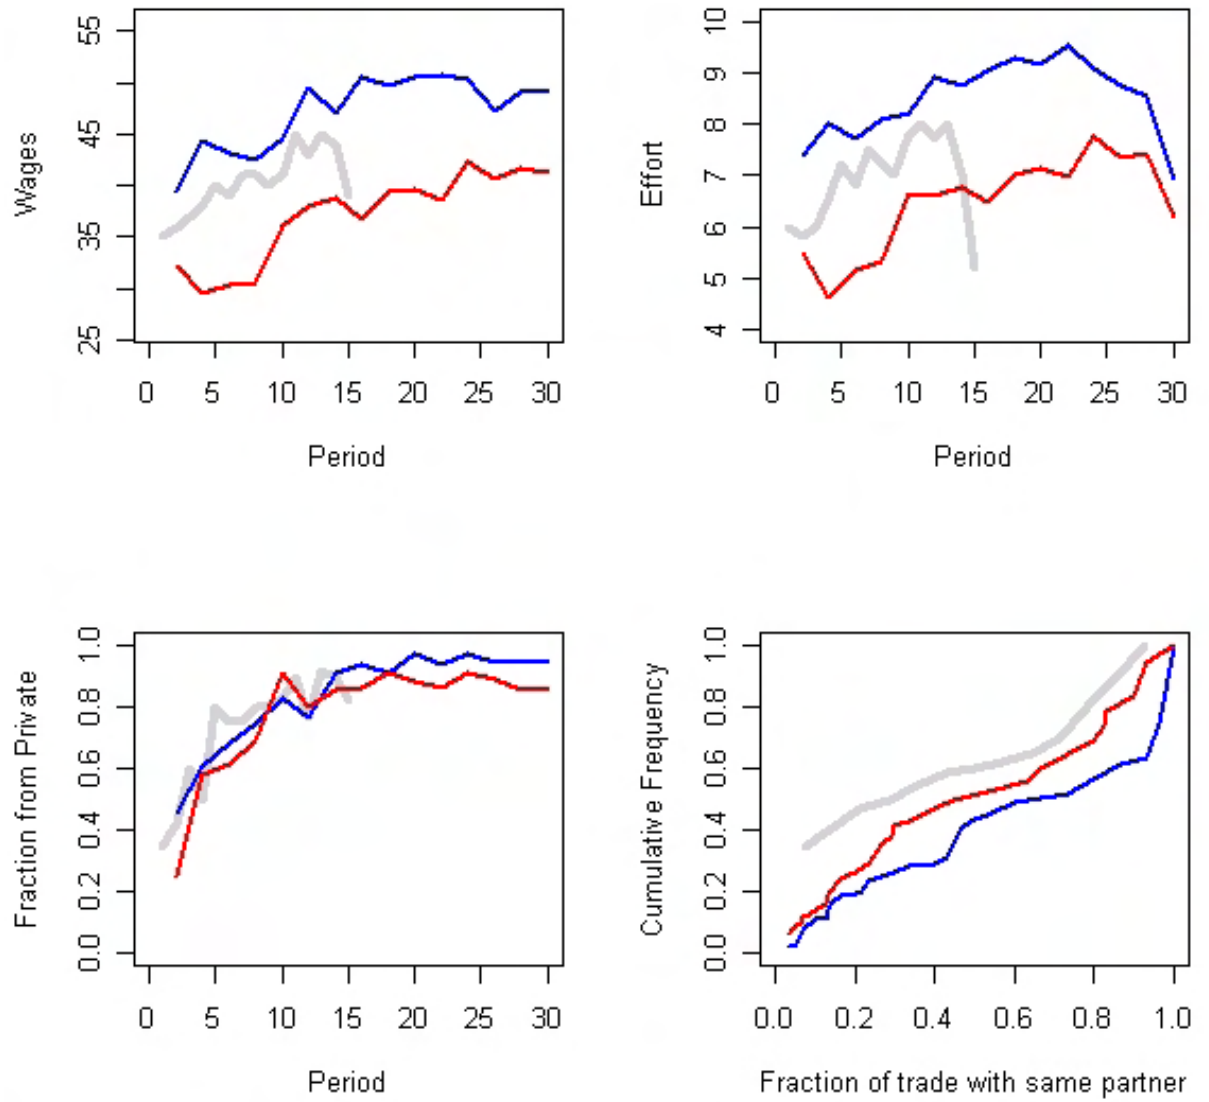 55
45
35
25
Wages
0 5 10 15 20 25 30
Period
10
9
8
7
6
5
4
Effort
0 5 10 15 20 25 30
Period
1.0
0.8
0.6
0.4
0.2
0.0
Fraction from Private
0 5 10 15 20 25 30
Period
1.0
0.8
0.6
0.4
0.2
0.0
Cumulative Frequency
0.0 0.2 0.4 0.6 0.8 1.0
Fraction of trade with same partner